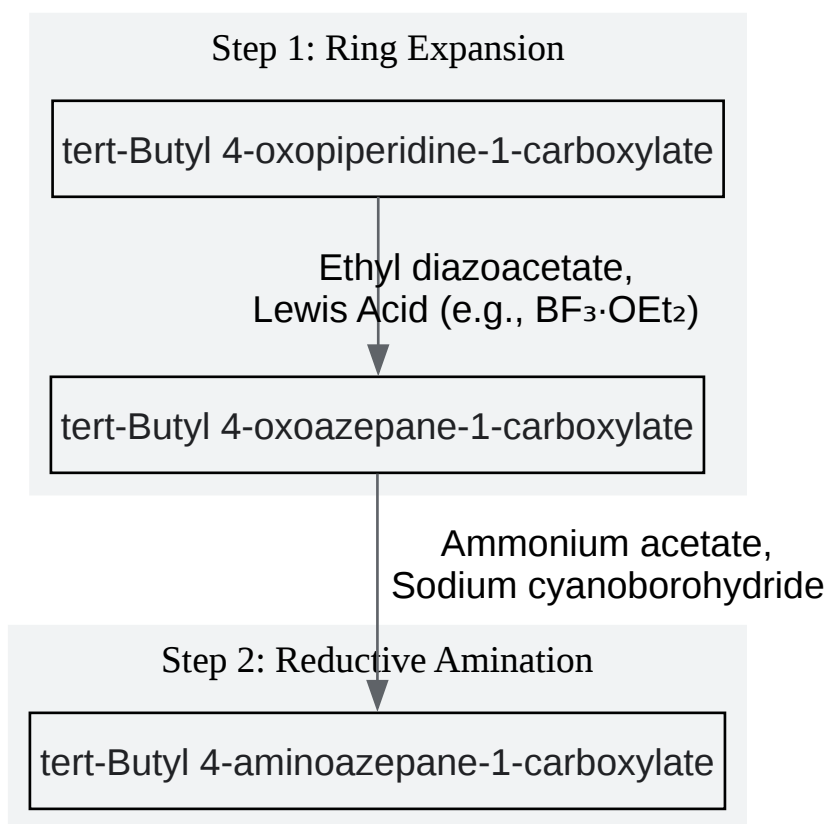 Step 1: Ring Expansion
tert-Butyl 4-oxopiperidine-1-carboxylate
Ethyl diazoacetate,
Lewis Acid (e.g., BF₃·OEt₂)
tert-Butyl 4-oxoazepane-1-carboxylate
Ammonium acetate,
Sodium cyanoborohydride
Step 2: Reductive Amination
tert-Butyl 4-aminoazepane-1-carboxylate